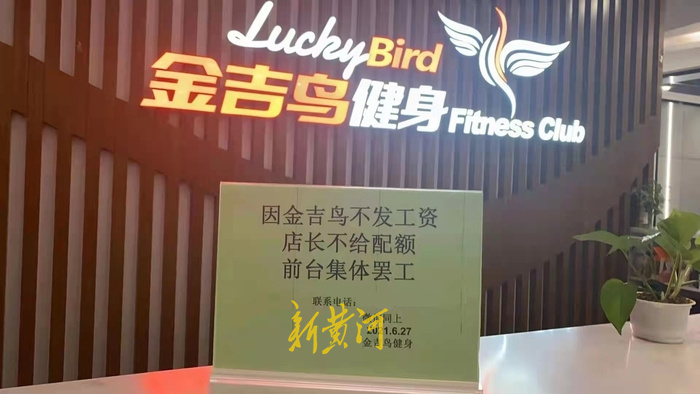 LuckyBird
金吉鸟健身 Fitness Club
因金吉鸟不发工资
店长不给配额
前台集体罢工
联系电话：
新黄河
同上
2021.6.27
金吉鸟健身